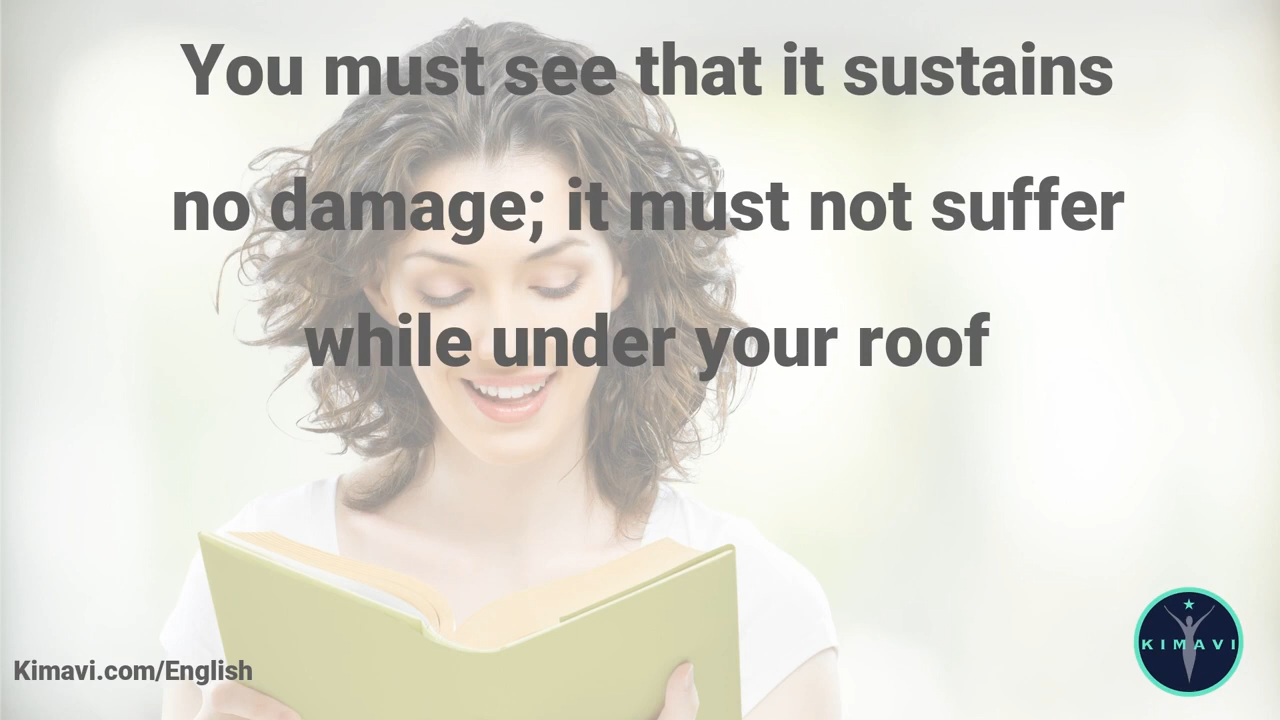 You must see that it sustains
no damage; it must not suffer
while under your roof
Kimavi.com/English
KIMAVI